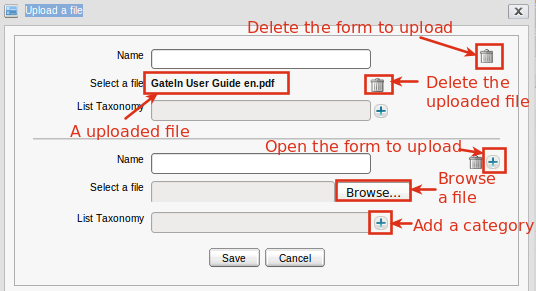 Upload a file
Delete the form to upload
Name
Select a file GateIn User Guide en.pdf
Delete the
uploaded file
List Taxonomy
A uploaded file
Open the form to upload
Name
Select a file
Browse...
Browse
a file
List Taxonomy
Add a category
Save Cancel